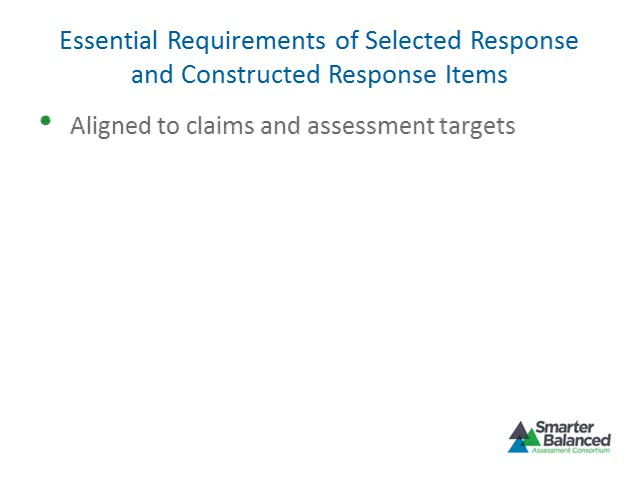 Essential Requirements of Selected Response
and Constructed Response Items
• Aligned to claims and assessment targets
Smarter
Balanced
Assessment Consortium